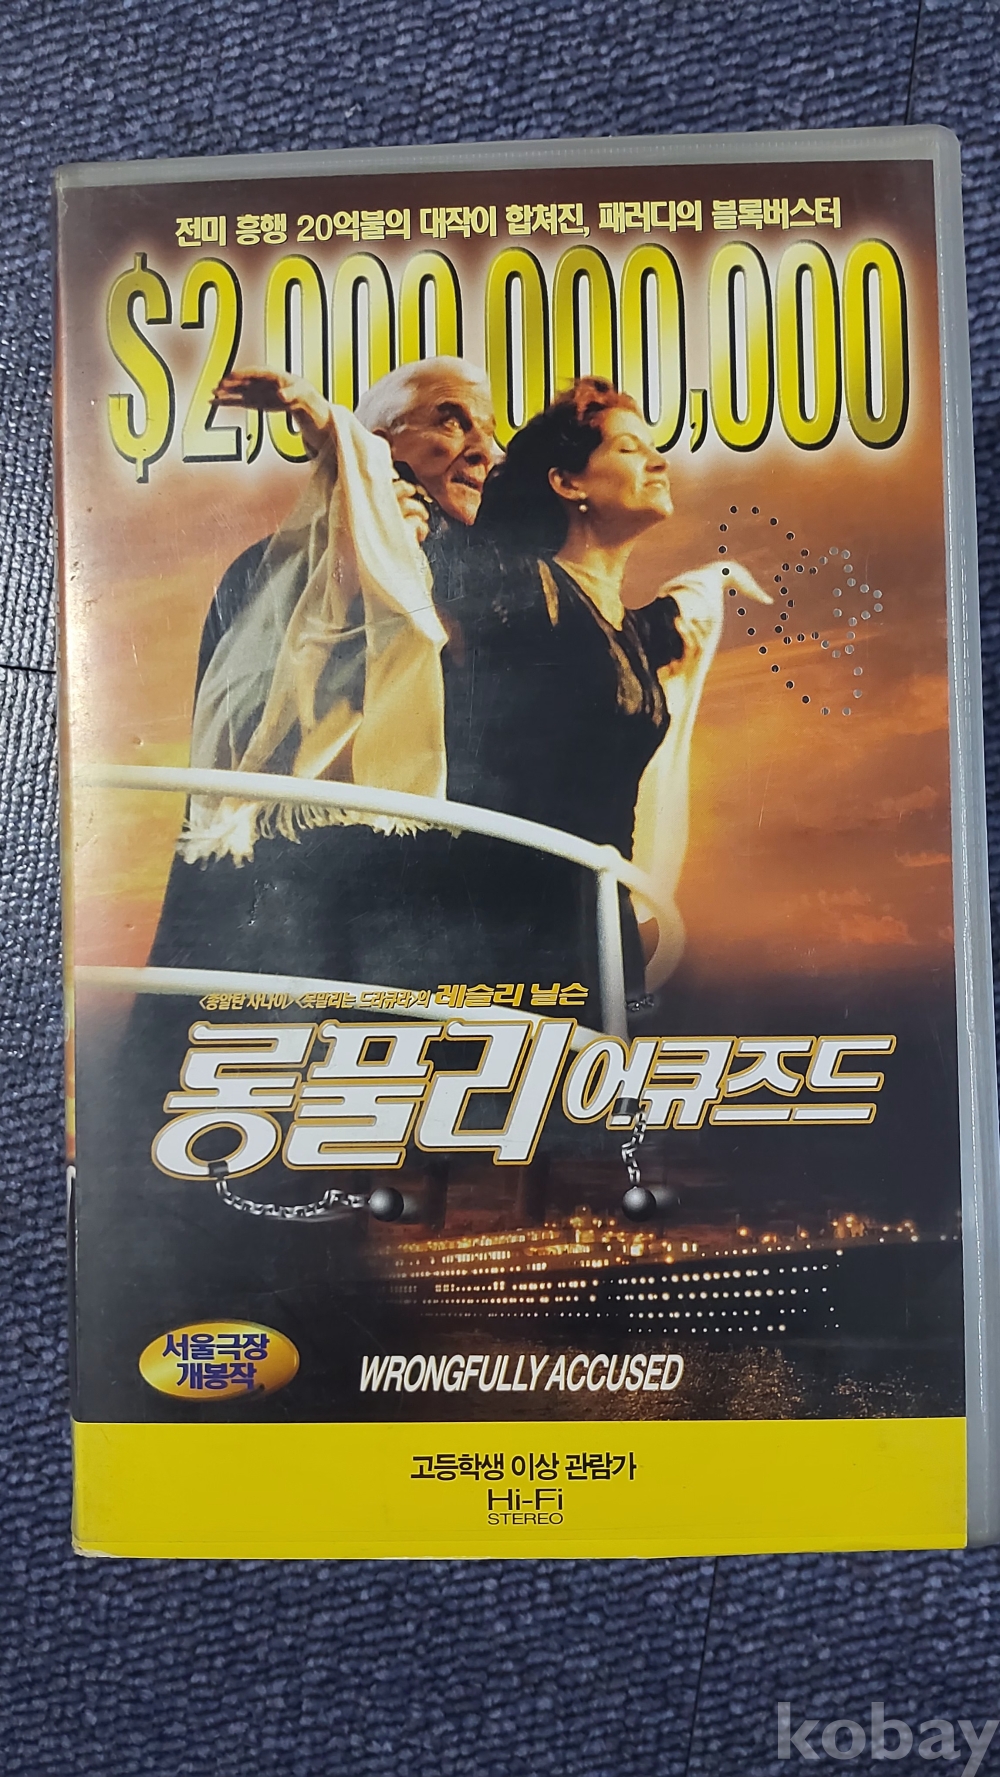 전미 흥행 20억불의 대작이 합쳐진, 패러디의 블록버스터
$2,000,000,000
<총알탄 사나이> <못말리는 드라큐라>의 레슬리 닐슨
롱풀리 어큐즈드
서울극장
개봉작
WRONGFULLY ACCUSED
고등학생 이상 관람가
Hi-Fi
STEREO
kobay